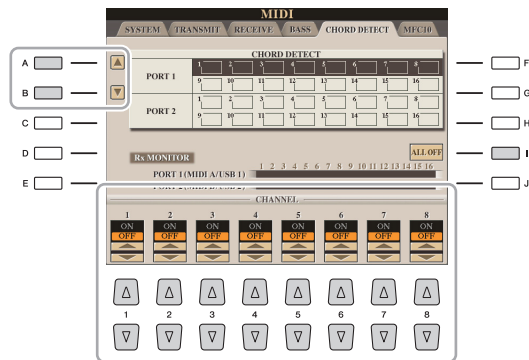 MIDI
SYSTEM TRANSMIT RECEIVE BASS CHORD DETECT MFC10
CHORD DETECT
A F
PORT 1 1 2 3 4 5 6 7 8
9 10 11 12 13 14 15 16
B G
PORT 2 1 2 3 4 5 6 7 8
C 9 10 11 12 13 14 15 16 H
D ALL OFF I
Rx MONITOR
1 2 3 4 5 6 7 8 9 10 11 12 13 14 15 16
PORT 1 (MIDI A/USB 1)
E PORT 2 (MIDI B/USB 2) J
CHANNEL
1 2 3 4 5 6 7 8
ON ON ON ON ON ON ON ON
OFF OFF OFF OFF OFF OFF OFF OFF
1 2 3 4 5 6 7 8